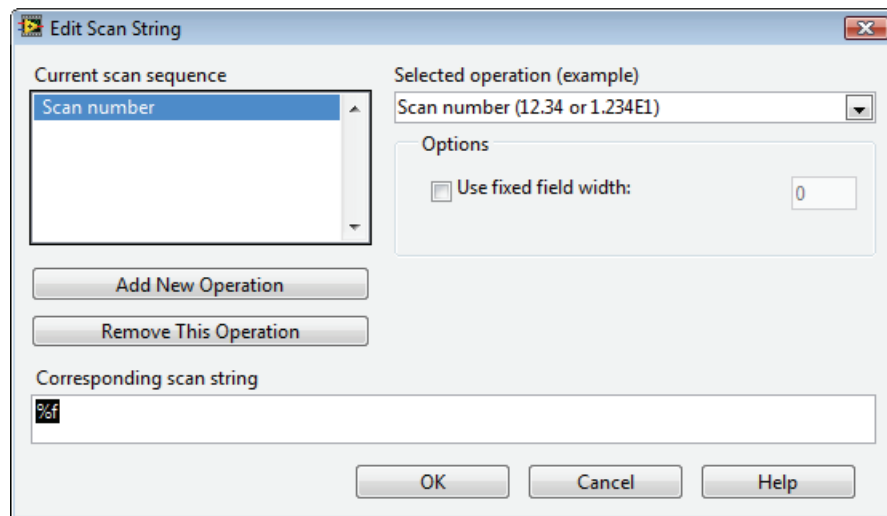 Edit Scan String
Current scan sequence
Scan number
Selected operation (example)
Scan number (12.34 or 1.234E1)
Options
Use fixed field width:
0
Add New Operation
Remove This Operation
Corresponding scan string
%f
OK
Cancel
Help